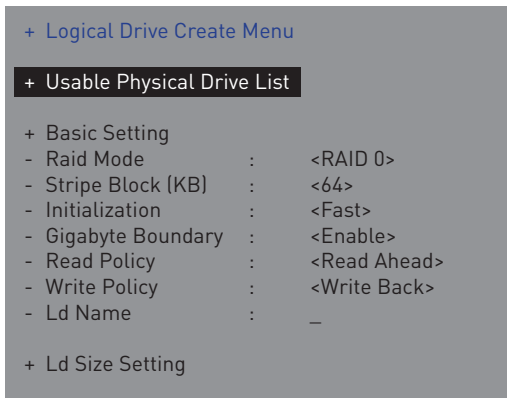 + Logical Drive Create Menu
+ Usable Physical Drive List
+ Basic Setting
- Raid Mode : <RAID 0>
- Stripe Block (KB) : <64>
- Initialization : <Fast>
- Gigabyte Boundary : <Enable>
- Read Policy : <Read Ahead>
- Write Policy : <Write Back>
- Ld Name : _
+ Ld Size Setting